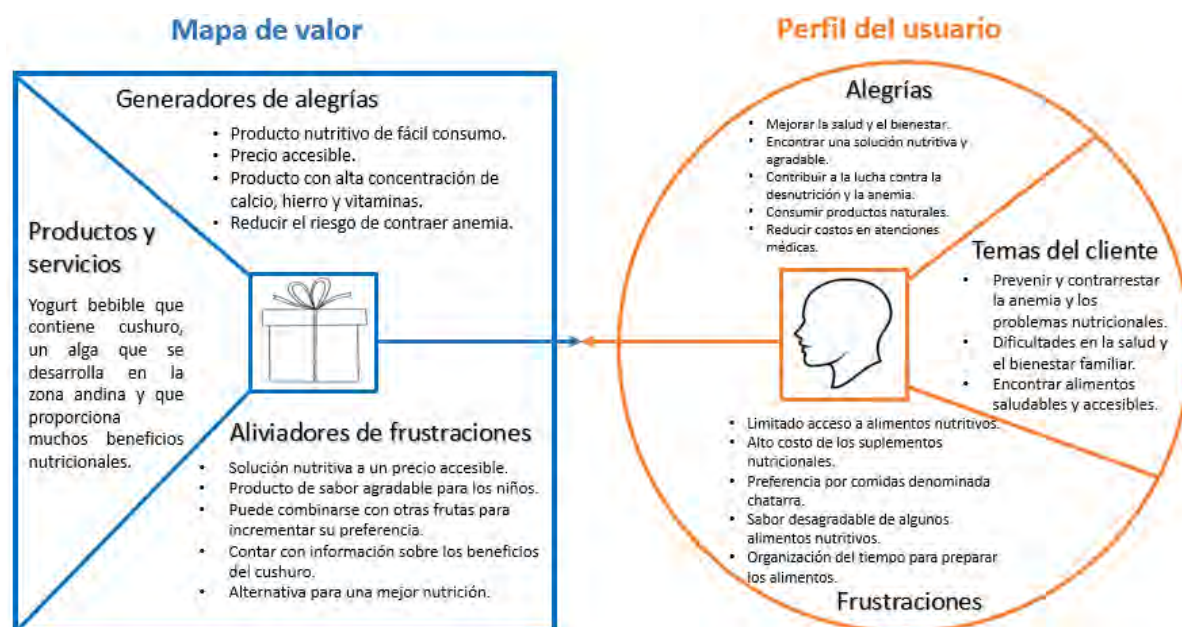 Mapa de valor
Generadores de alegrías
• Producto nutritivo de fácil consumo.
• Precio accesible.
• Producto con alta concentración de
calcio, hierro y vitaminas.
• Reducir el riesgo de contraer anemia.
Productos y
servicios
Yogurt bebible que
contiene cushuro,
un alga que se
desarrolla en la
zona andina y que
proporciona
muchos beneficios
nutricionales.
Aliviadores de frustraciones
• Solución nutritiva a un precio accesible.
• Producto de sabor agradable para los niños.
• Puede combinarse con otras frutas para
incrementar su preferencia.
• Contar con información sobre los beneficios
del cushuro.
• Alternativa para una mejor nutrición.
Perfil del usuario
Alegrías
• Mejorar la salud y el bienestar.
• Encontrar una solución nutritiva y
agradable.
• Contribuir a la lucha contra la
desnutrición y la anemia.
• Consumir productos naturales.
• Reducir costos en atenciones
médicas.
Temas del cliente
• Prevenir y contrarrestar
la anemia y los
problemas nutricionales.
• Dificultades en la salud y
el bienestar familiar.
• Encontrar alimentos
saludables y accesibles.
• Limitado acceso a alimentos nutritivos.
• Alto costo de los suplementos
nutricionales.
• Preferencia por comidas denominada
chatarra.
• Sabor desagradable de algunos
alimentos nutritivos.
• Organización del tiempo para preparar
los alimentos.
Frustraciones